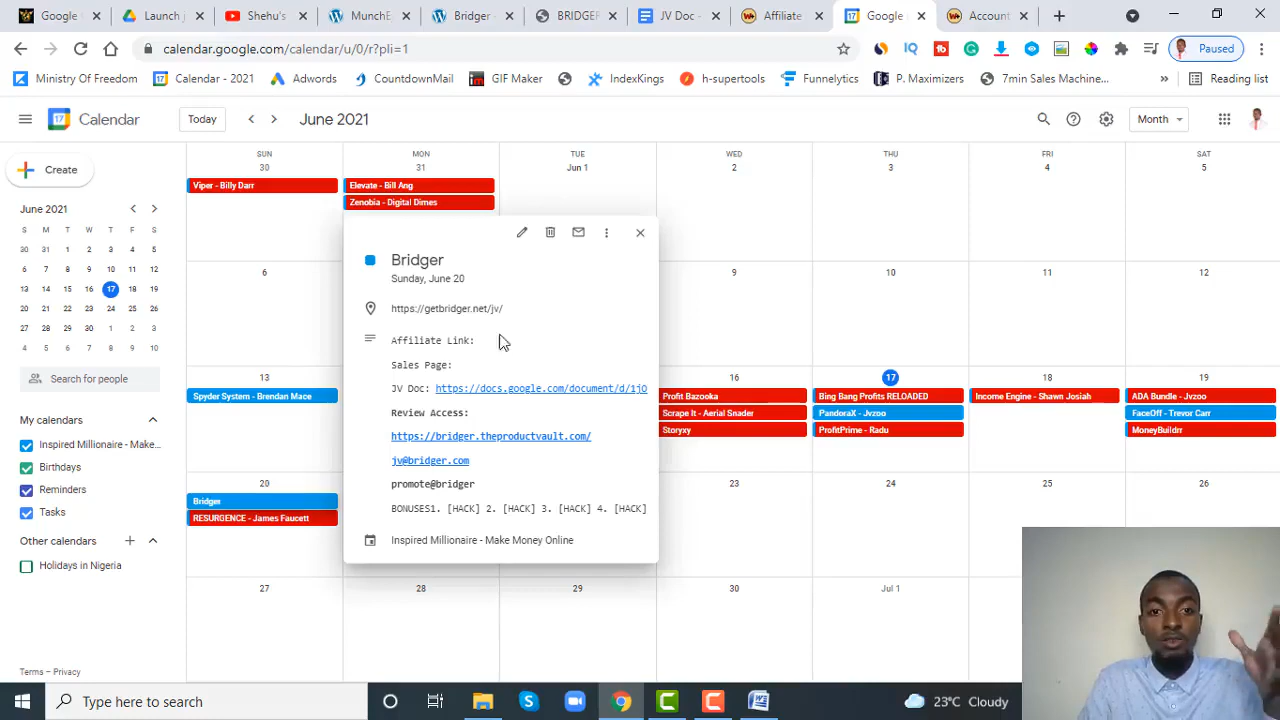 Google
Launch j
Shehu's
MunchE
Bridger -
BRIDGER
JV Doc -
Affiliate
Google
Account
calendar.google.com/calendar/u/0/r?pli=1
Paused
Ministry Of Freedom
Calendar - 2021
Adwords
CountdownMail
GIF Maker
IndexKings
h-supertools
Funnelytics
P. Maximizers
7min Sales Machine...
»
Reading list
17
Calendar
Today
June 2021
Month
Create
SUN
MON
TUE
WED
THU
FRI
SAT
30
31
Jun 1
2
3
4
5
Viper - Billy Darr
Elevate - Bill Ang
Zenobia - Digital Dimes
June 2021
S M T W T F S
30 31 1 2 3 4 5
6 7 8 9 10 11 12
13 14 15 16 17 18 19
20 21 22 23 24 25 26
27 28 29 30 1 2 3
4 5 6 7 8 9 10
Search for people
My calendars
Inspired Millionaire - Make...
Birthdays
Reminders
Tasks
Other calendars
Holidays in Nigeria
Terms – Privacy
6
9
10
11
12
Bridger
Sunday, June 20
https://getbridger.net/jv/
Affiliate Link:
Sales Page:
JV Doc: https://docs.google.com/document/d/1jO
Review Access:
https://bridger.theproductvault.com/
jv@bridger.com
promote@bridger
BONUSES1. [HACK] 2. [HACK] 3. [HACK] 4. [HACK]
Inspired Millionaire - Make Money Online
13
16
17
18
19
Spyder System - Brendan Mace
Profit Bazooka
Bing Bang Profits RELOADED
Income Engine - Shawn Josiah
ADA Bundle - Jvzoo
Scrape It - Aerial Snader
PandoraX - Jvzoo
FaceOff - Trevor Carr
Storyxy
ProfitPrime - Radu
MoneyBuildrr
20
23
24
25
26
Bridger
RESURGENCE - James Faucett
27
28
29
30
Jul 1
Type here to search
23°C Cloudy